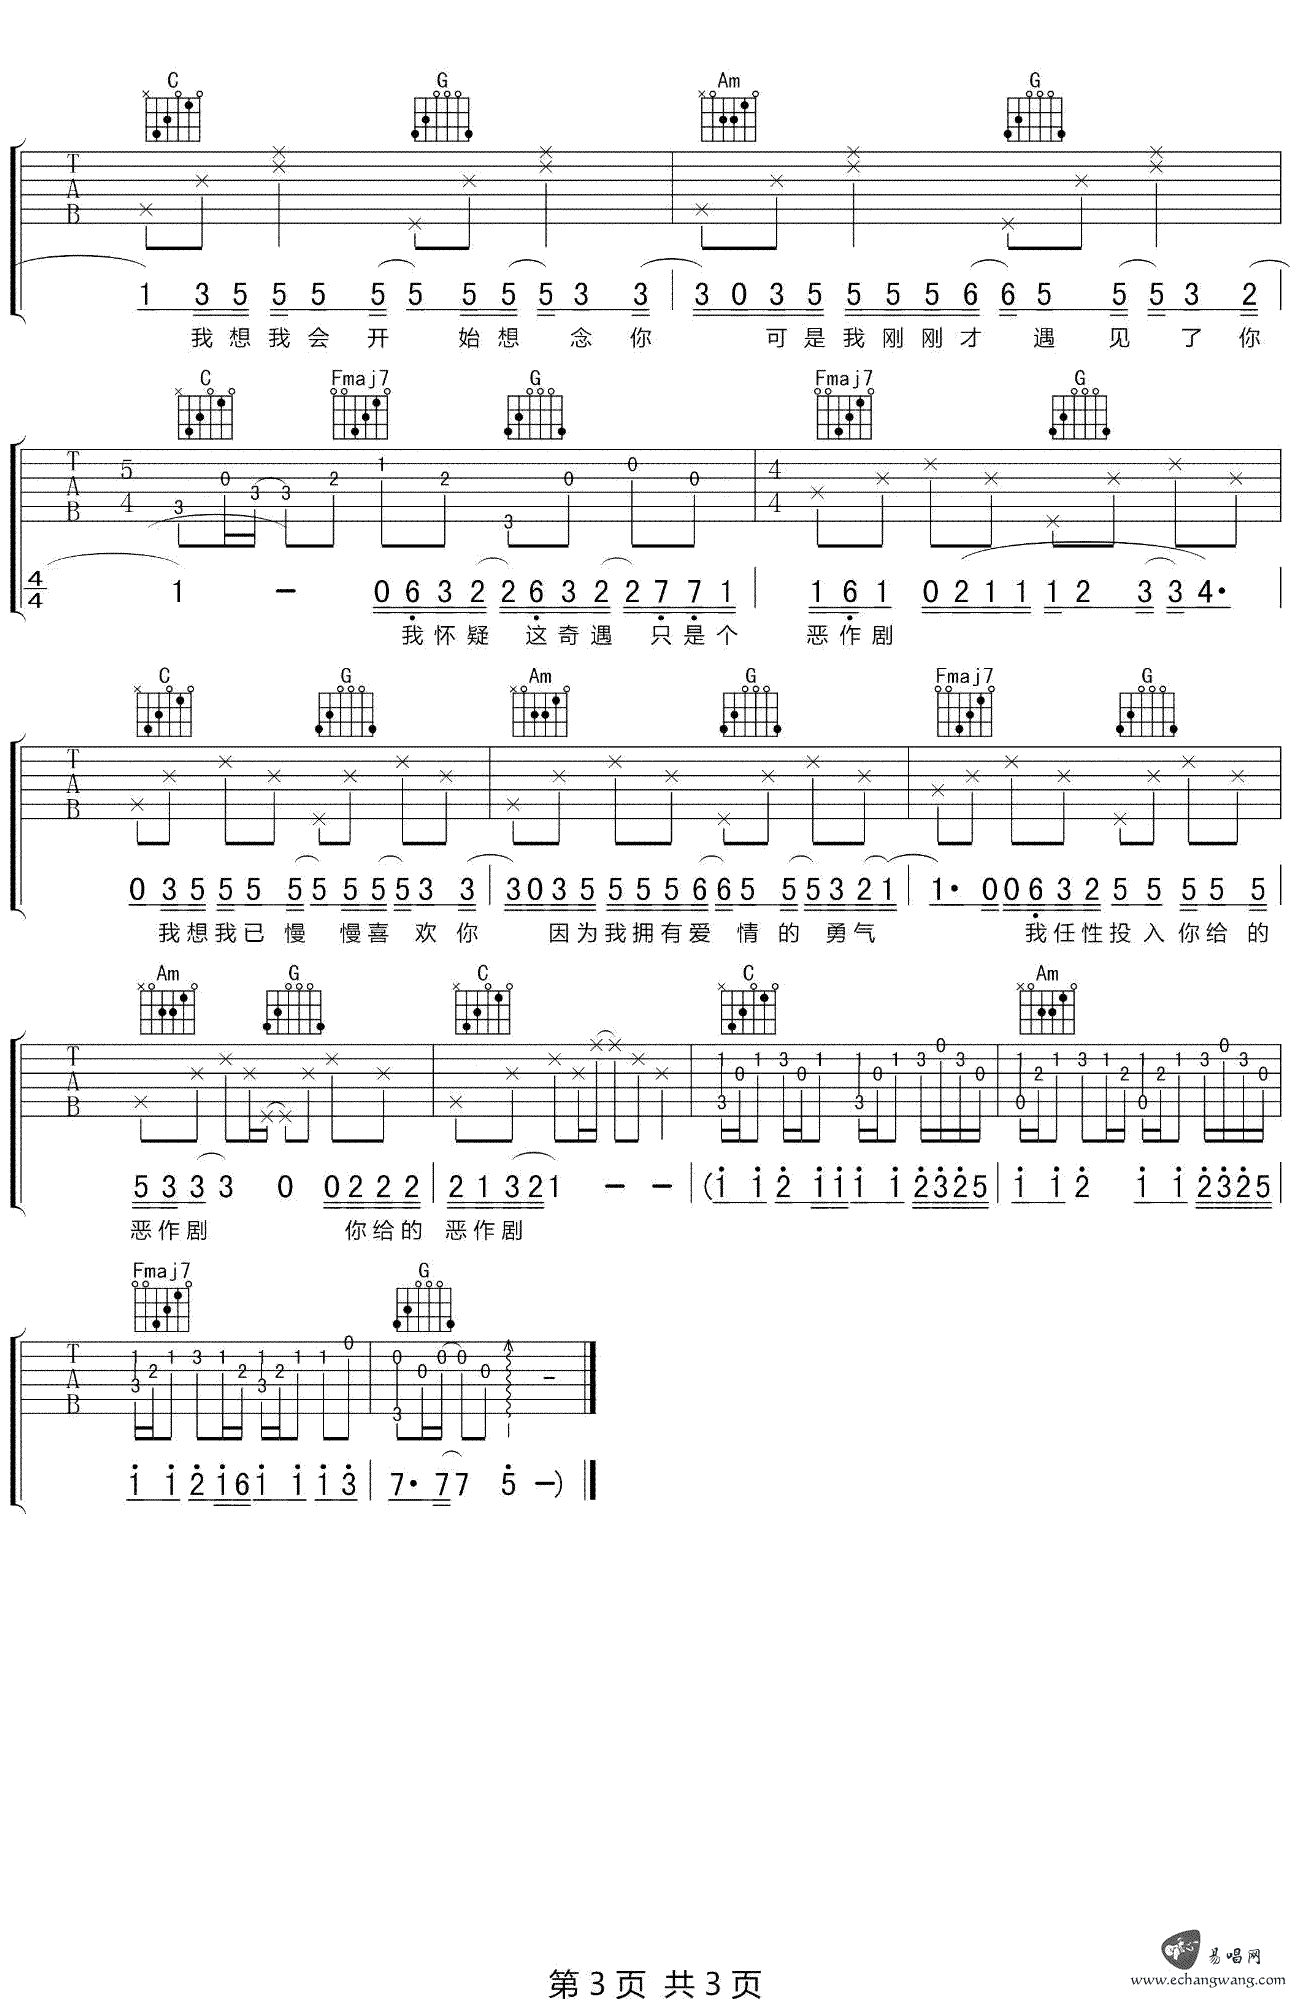 C G Am G
T A B
1 3 5 5 5 5 5 5 5 5 3 3 3 0 3 5 5 5 5 6 6 5 5 5 3 2
我 想 我 会 开 始 想 念 你 可 是 我 刚 刚 才 遇 见 了 你
C Fmaj7 G Fmaj7 G
T A B 5 4 3 0 3 3 2 1 2 3 0 0 0 4 4
4/4 1 - 0 6 3 2 2 6 3 2 2 7 7 1 1 6 1 0 2 1 1 1 2 3 3 4·
我 怀 疑 这 奇 遇 只 是 个 恶 作 剧
C G Am G Fmaj7 G
T A B
0 3 5 5 5 5 5 5 5 5 3 3 3 0 3 5 5 5 5 6 6 5 5 5 3 2 1 1· 0 0 6 3 2 5 5 5 5 5
我 想 我 已 慢 慢 喜 欢 你 因 为 我 拥 有 爱 情 的 勇 气 我 任 性 投 入 你 给 的
Am G C C Am
T A B 1 3 0 1 3 0 1 1 3 0 1 3 0 3 0 1 0 2 1 3 1 2 1 0 2 1 3 0 3 0
5 3 3 3 0 0 2 2 2 2 1 3 2 1 - - (1 1 2 1 1 1 1 2 3 2 5 1 1 2 1 1 2 3 2 5
恶 作 剧 你 给 的 恶 作 剧
Fmaj7 G
T A B 1 3 2 1 3 1 2 1 3 2 1 1 0 0 3 0 0 0 0 -
1 1 2 1 6 1 1 1 3 7· 7 7 5 -)
第 3 页 共 3 页
易唱网
www.echangwang.com